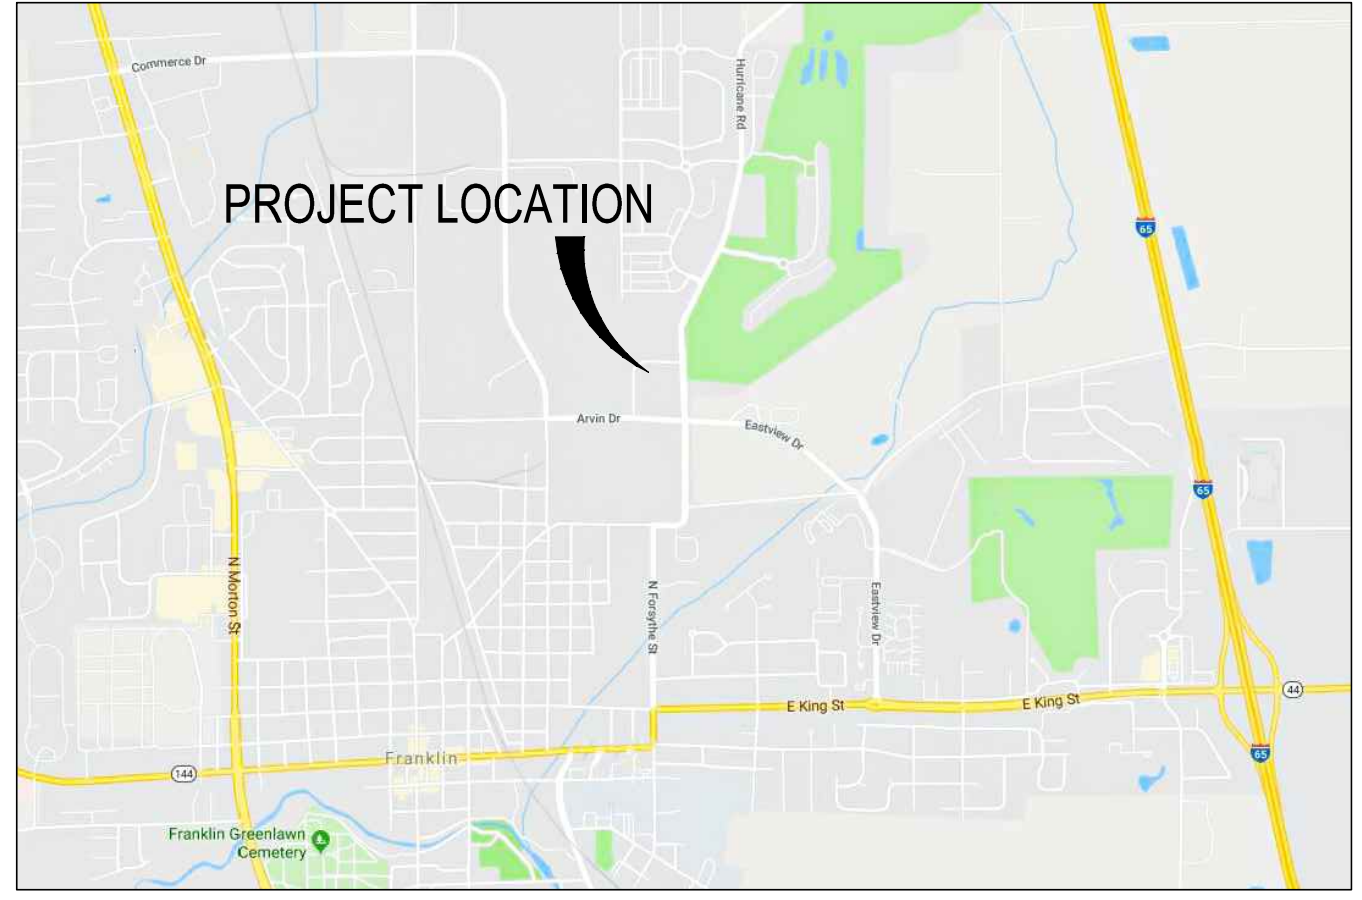 Commerce Dr
Hurricane Rd
PROJECT LOCATION
65
Arvin Dr
Eastview Dr
65
N Morton St
N Forsythe St
Eastview Dr
44
E King St
E King St
65
Franklin
144
Franklin Greenlawn
Cemetery